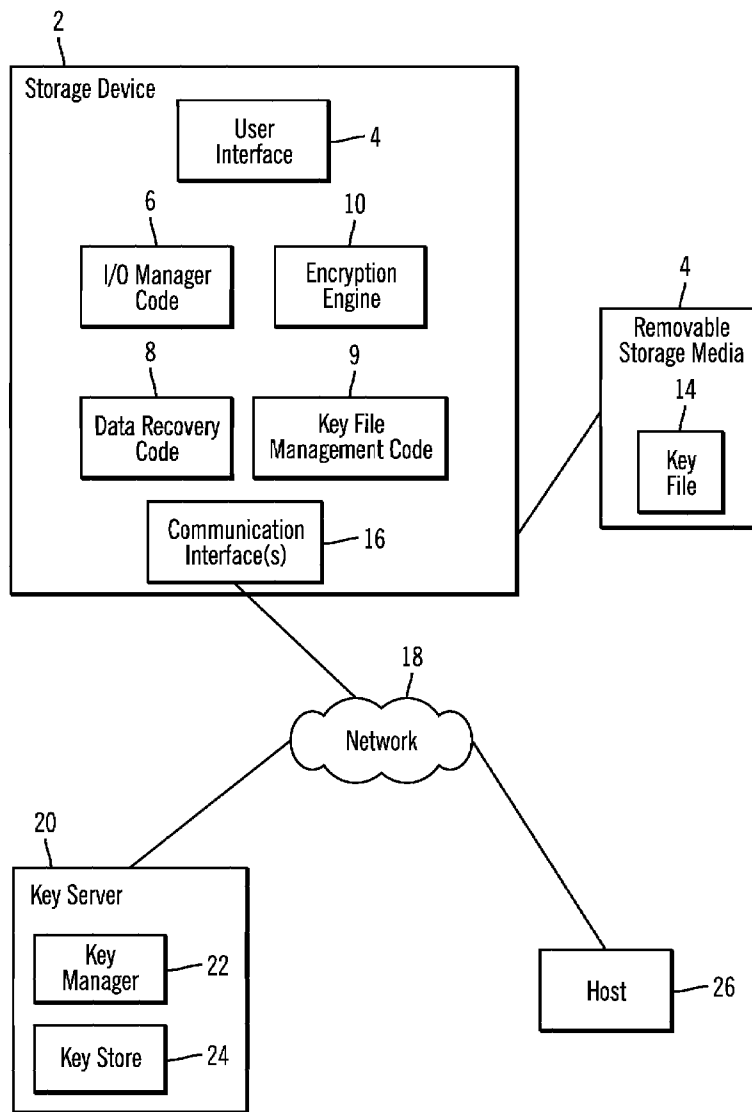 2
Storage Device
User
Interface
4
6
I/O Manager
Code
10
Encryption
Engine
8
Data Recovery
Code
9
Key File
Management Code
Communication
Interface(s)
16
4
Removable
Storage Media
14
Key
File
18
Network
20
Key Server
Key
Manager
22
Key Store
24
Host
26